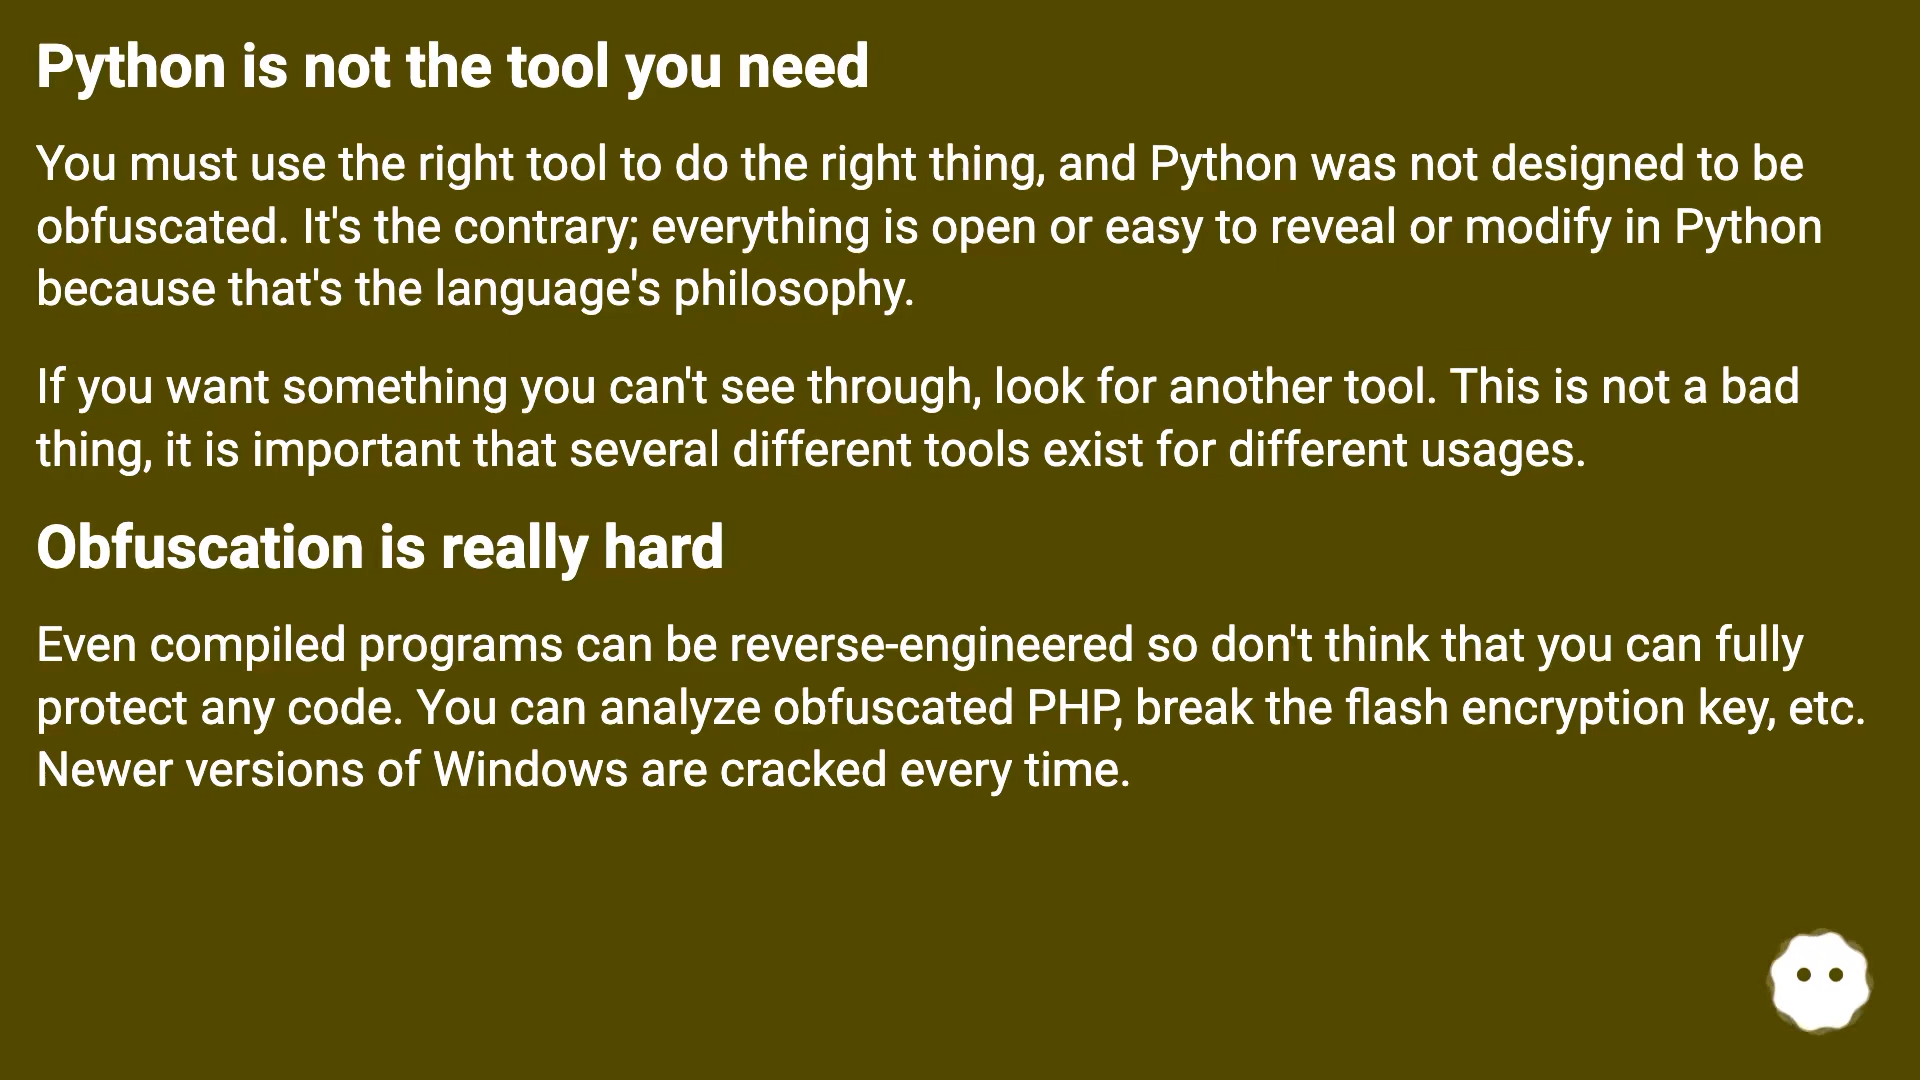 Python is not the tool you need
You must use the right tool to do the right thing, and Python was not designed to be
obfuscated. It's the contrary; everything is open or easy to reveal or modify in Python
because that's the language's philosophy.
If you want something you can't see through, look for another tool. This is not a bad
thing, it is important that several different tools exist for different usages.
Obfuscation is really hard
Even compiled programs can be reverse-engineered so don't think that you can fully
protect any code. You can analyze obfuscated PHP, break the flash encryption key, etc.
Newer versions of Windows are cracked every time.